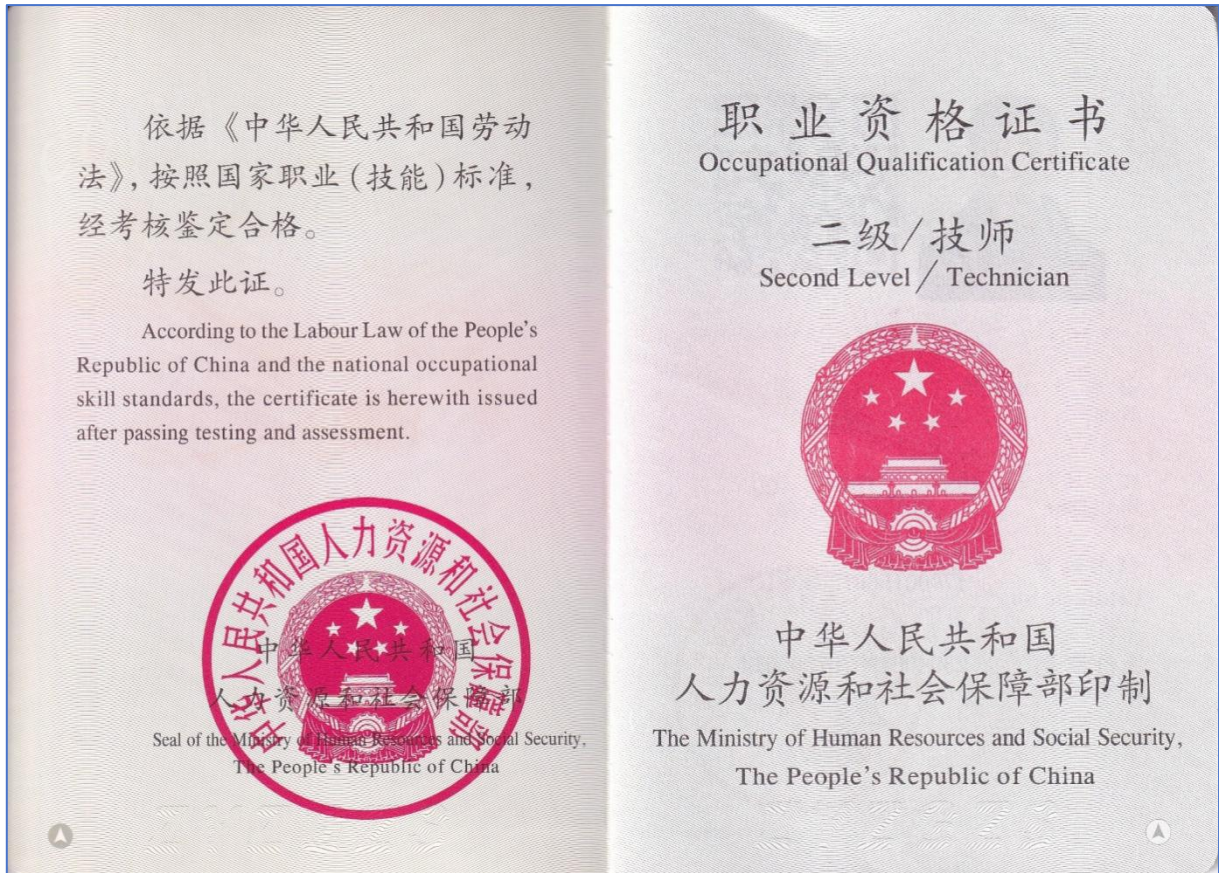 依据《中华人民共和国劳动
法》，按照国家职业（技能）标准，
经考核鉴定合格。
特发此证。
According to the Labour Law of the People's
Republic of China and the national occupational
skill standards, the certificate is herewith issued
after passing testing and assessment.
中华人民共和国人力资源和社会保障部
中华人民共和国
人力资源和社会保障部
Seal of the Ministry of Human Resources and Social Security,
The People's Republic of China
职业资格证书
Occupational Qualification Certificate
二级/技师
Second Level / Technician
中华人民共和国
人力资源和社会保障部印制
The Ministry of Human Resources and Social Security,
The People's Republic of China